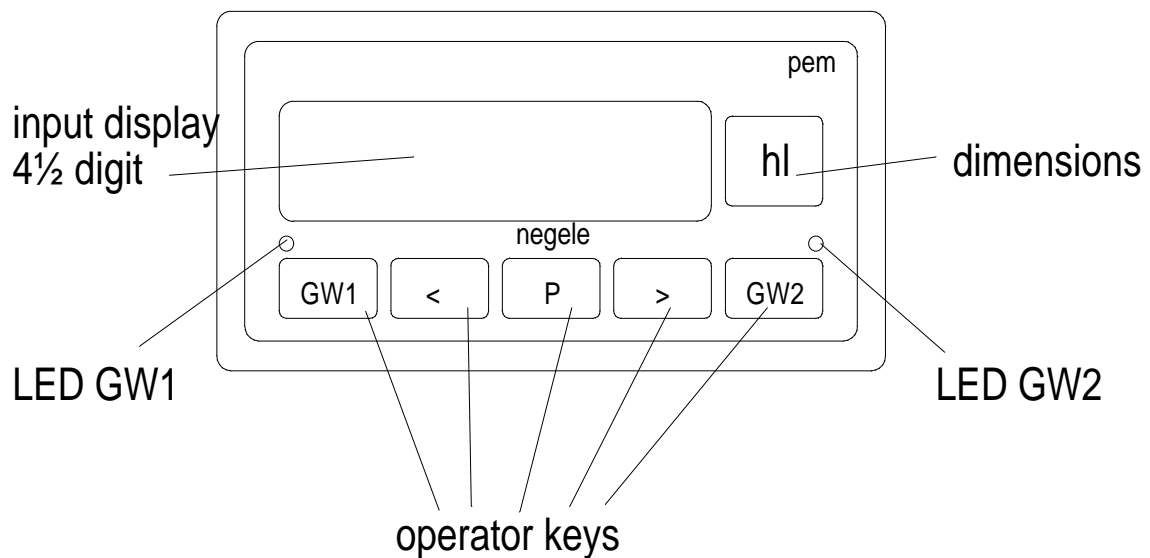 pem
input display
4½ digit
hl
dimensions
negele
GW1
<
P
>
GW2
LED GW1
LED GW2
operator keys